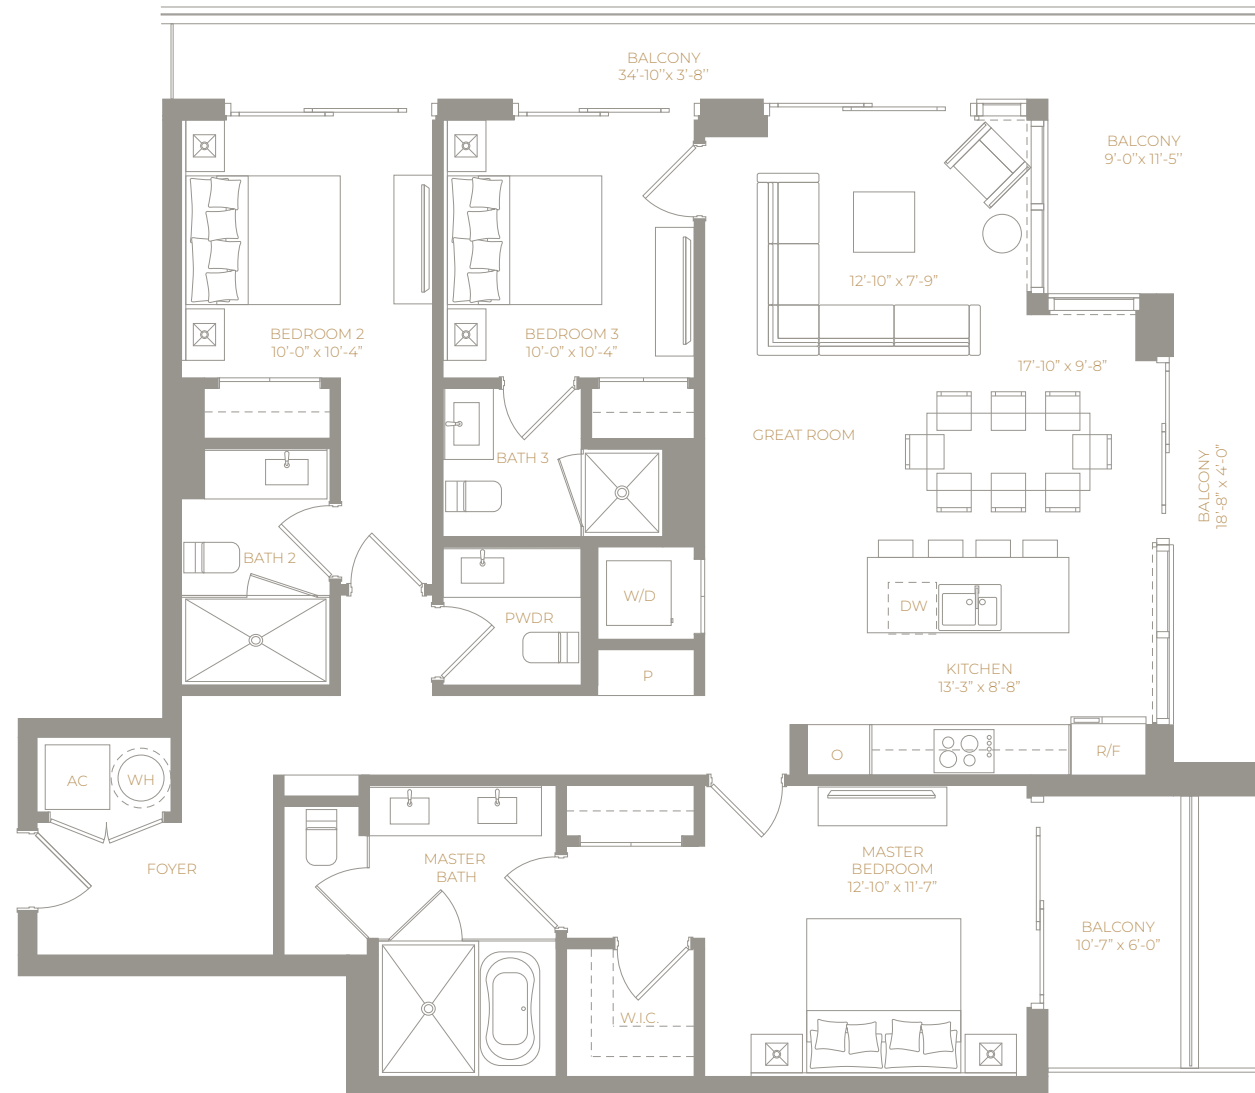 BALCONY
34'-10''x 3'-8''
BALCONY
9'-0''x 11'-5''
12'-10" x 7'-9"
BEDROOM 2
10'-0" x 10'-4"
BEDROOM 3
10'-0" x 10'-4"
17'-10" x 9'-8"
GREAT ROOM
BATH 3
BALCONY
18'-8" x 4'-0"
BATH 2
W/D
DW
PWDR
KITCHEN
13'-3" x 8'-8"
P
O
R/F
AC
WH
FOYER
MASTER
BATH
MASTER
BEDROOM
12'-10" x 11'-7"
BALCONY
10'-7" x 6'-0"
W.I.C.